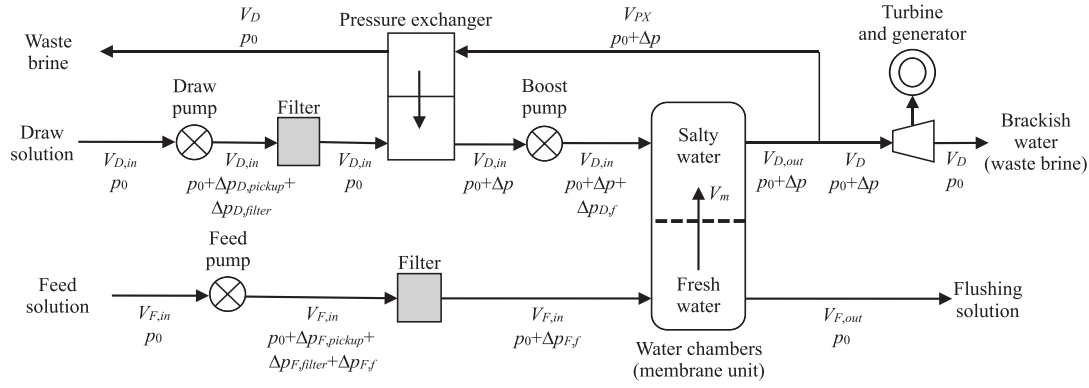 Waste
brine
V_D
p_0
Pressure exchanger
V_PX
p_0+Δp
Turbine
and generator
Draw
pump
Filter
Boost
pump
Draw
solution
V_D,in
p_0
V_D,in
p_0+Δp_D,pickup+
Δp_D,filter
V_D,in
p_0
V_D,in
p_0+Δp
V_D,in
p_0+Δp+
Δp_D,f
Salty
water
V_m
Fresh
water
V_D,out
p_0+Δp
V_D
p_0+Δp
V_D
p_0
Brackish
water
(waste brine)
Feed
pump
Filter
Feed
solution
V_F,in
p_0
V_F,in
p_0+Δp_F,pickup+
Δp_F,filter+Δp_F,f
V_F,in
p_0+Δp_F,f
V_F,out
p_0
Flushing
solution
Water chambers
(membrane unit)